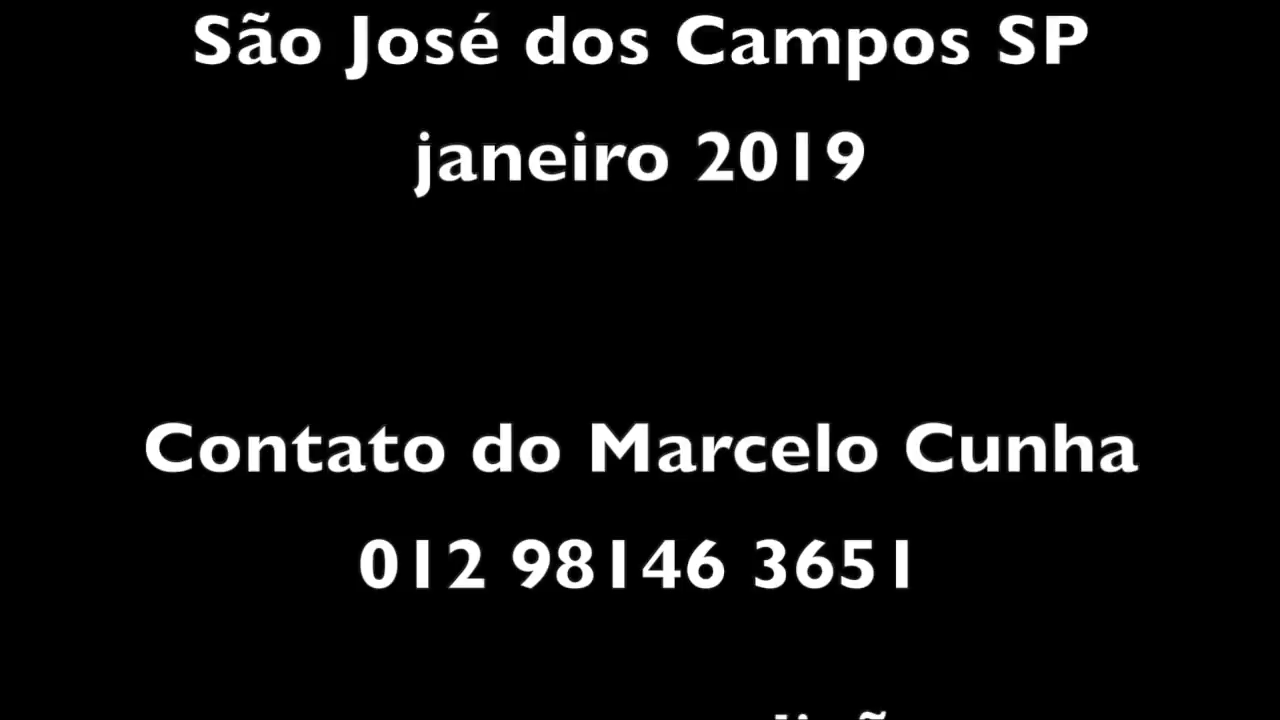 São José dos Campos SP
janeiro 2019
Contato do Marcelo Cunha
012 98146 3651